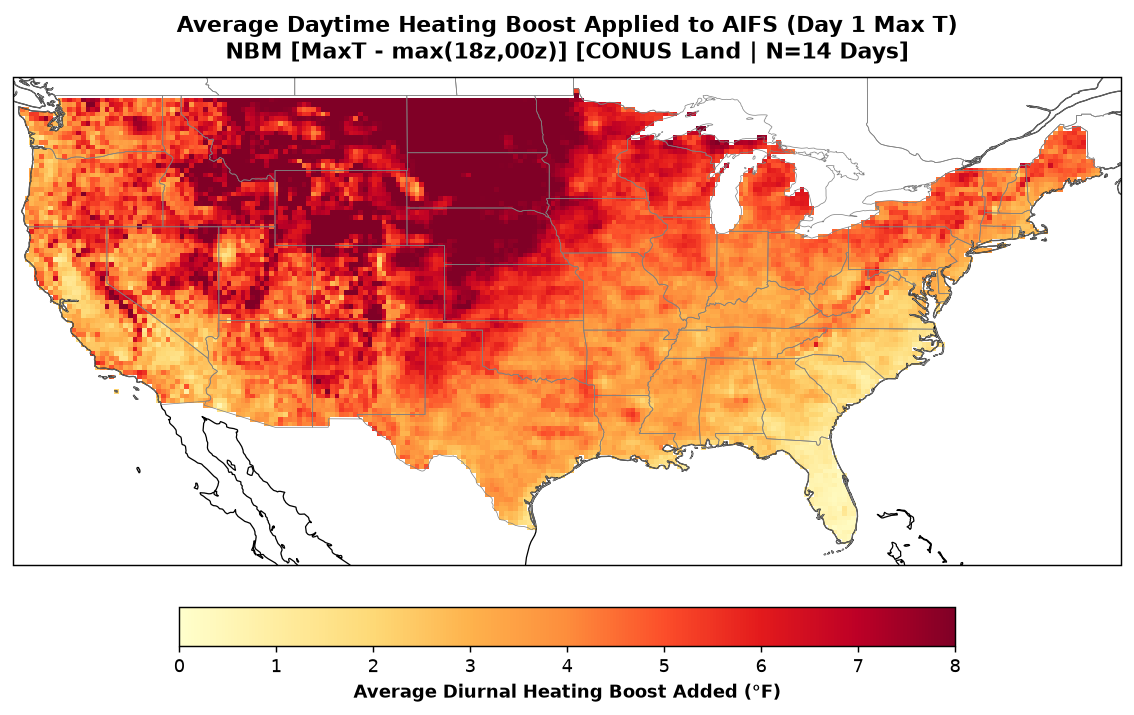 Average Daytime Heating Boost Applied to AIFS (Day 1 Max T)
NBM [MaxT - max(18z,00z)] [CONUS Land | N=14 Days]
0 1 2 3 4 5 6 7 8
Average Diurnal Heating Boost Added (°F)